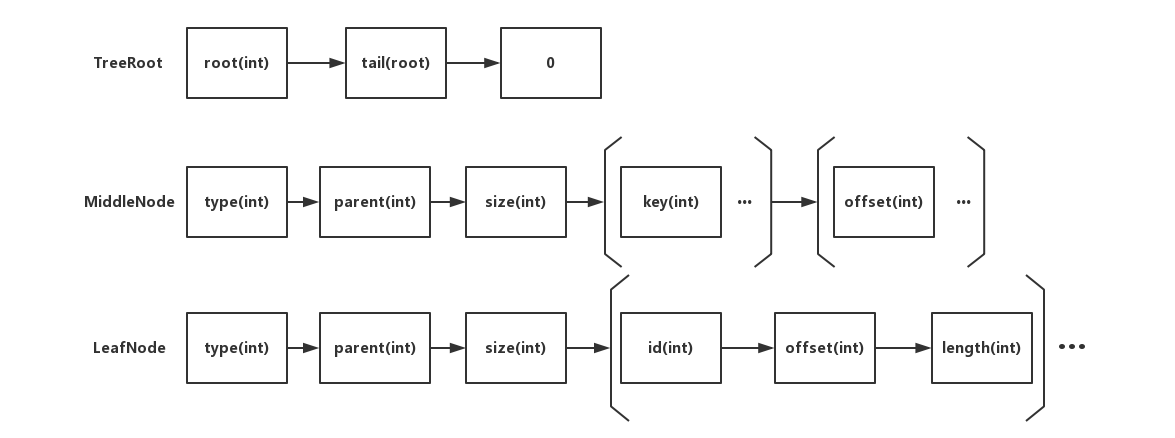 TreeRoot root(int) tail(root) 0
MiddleNode type(int) parent(int) size(int) key(int) ... offset(int) ...
LeafNode type(int) parent(int) size(int) id(int) offset(int) length(int) ...